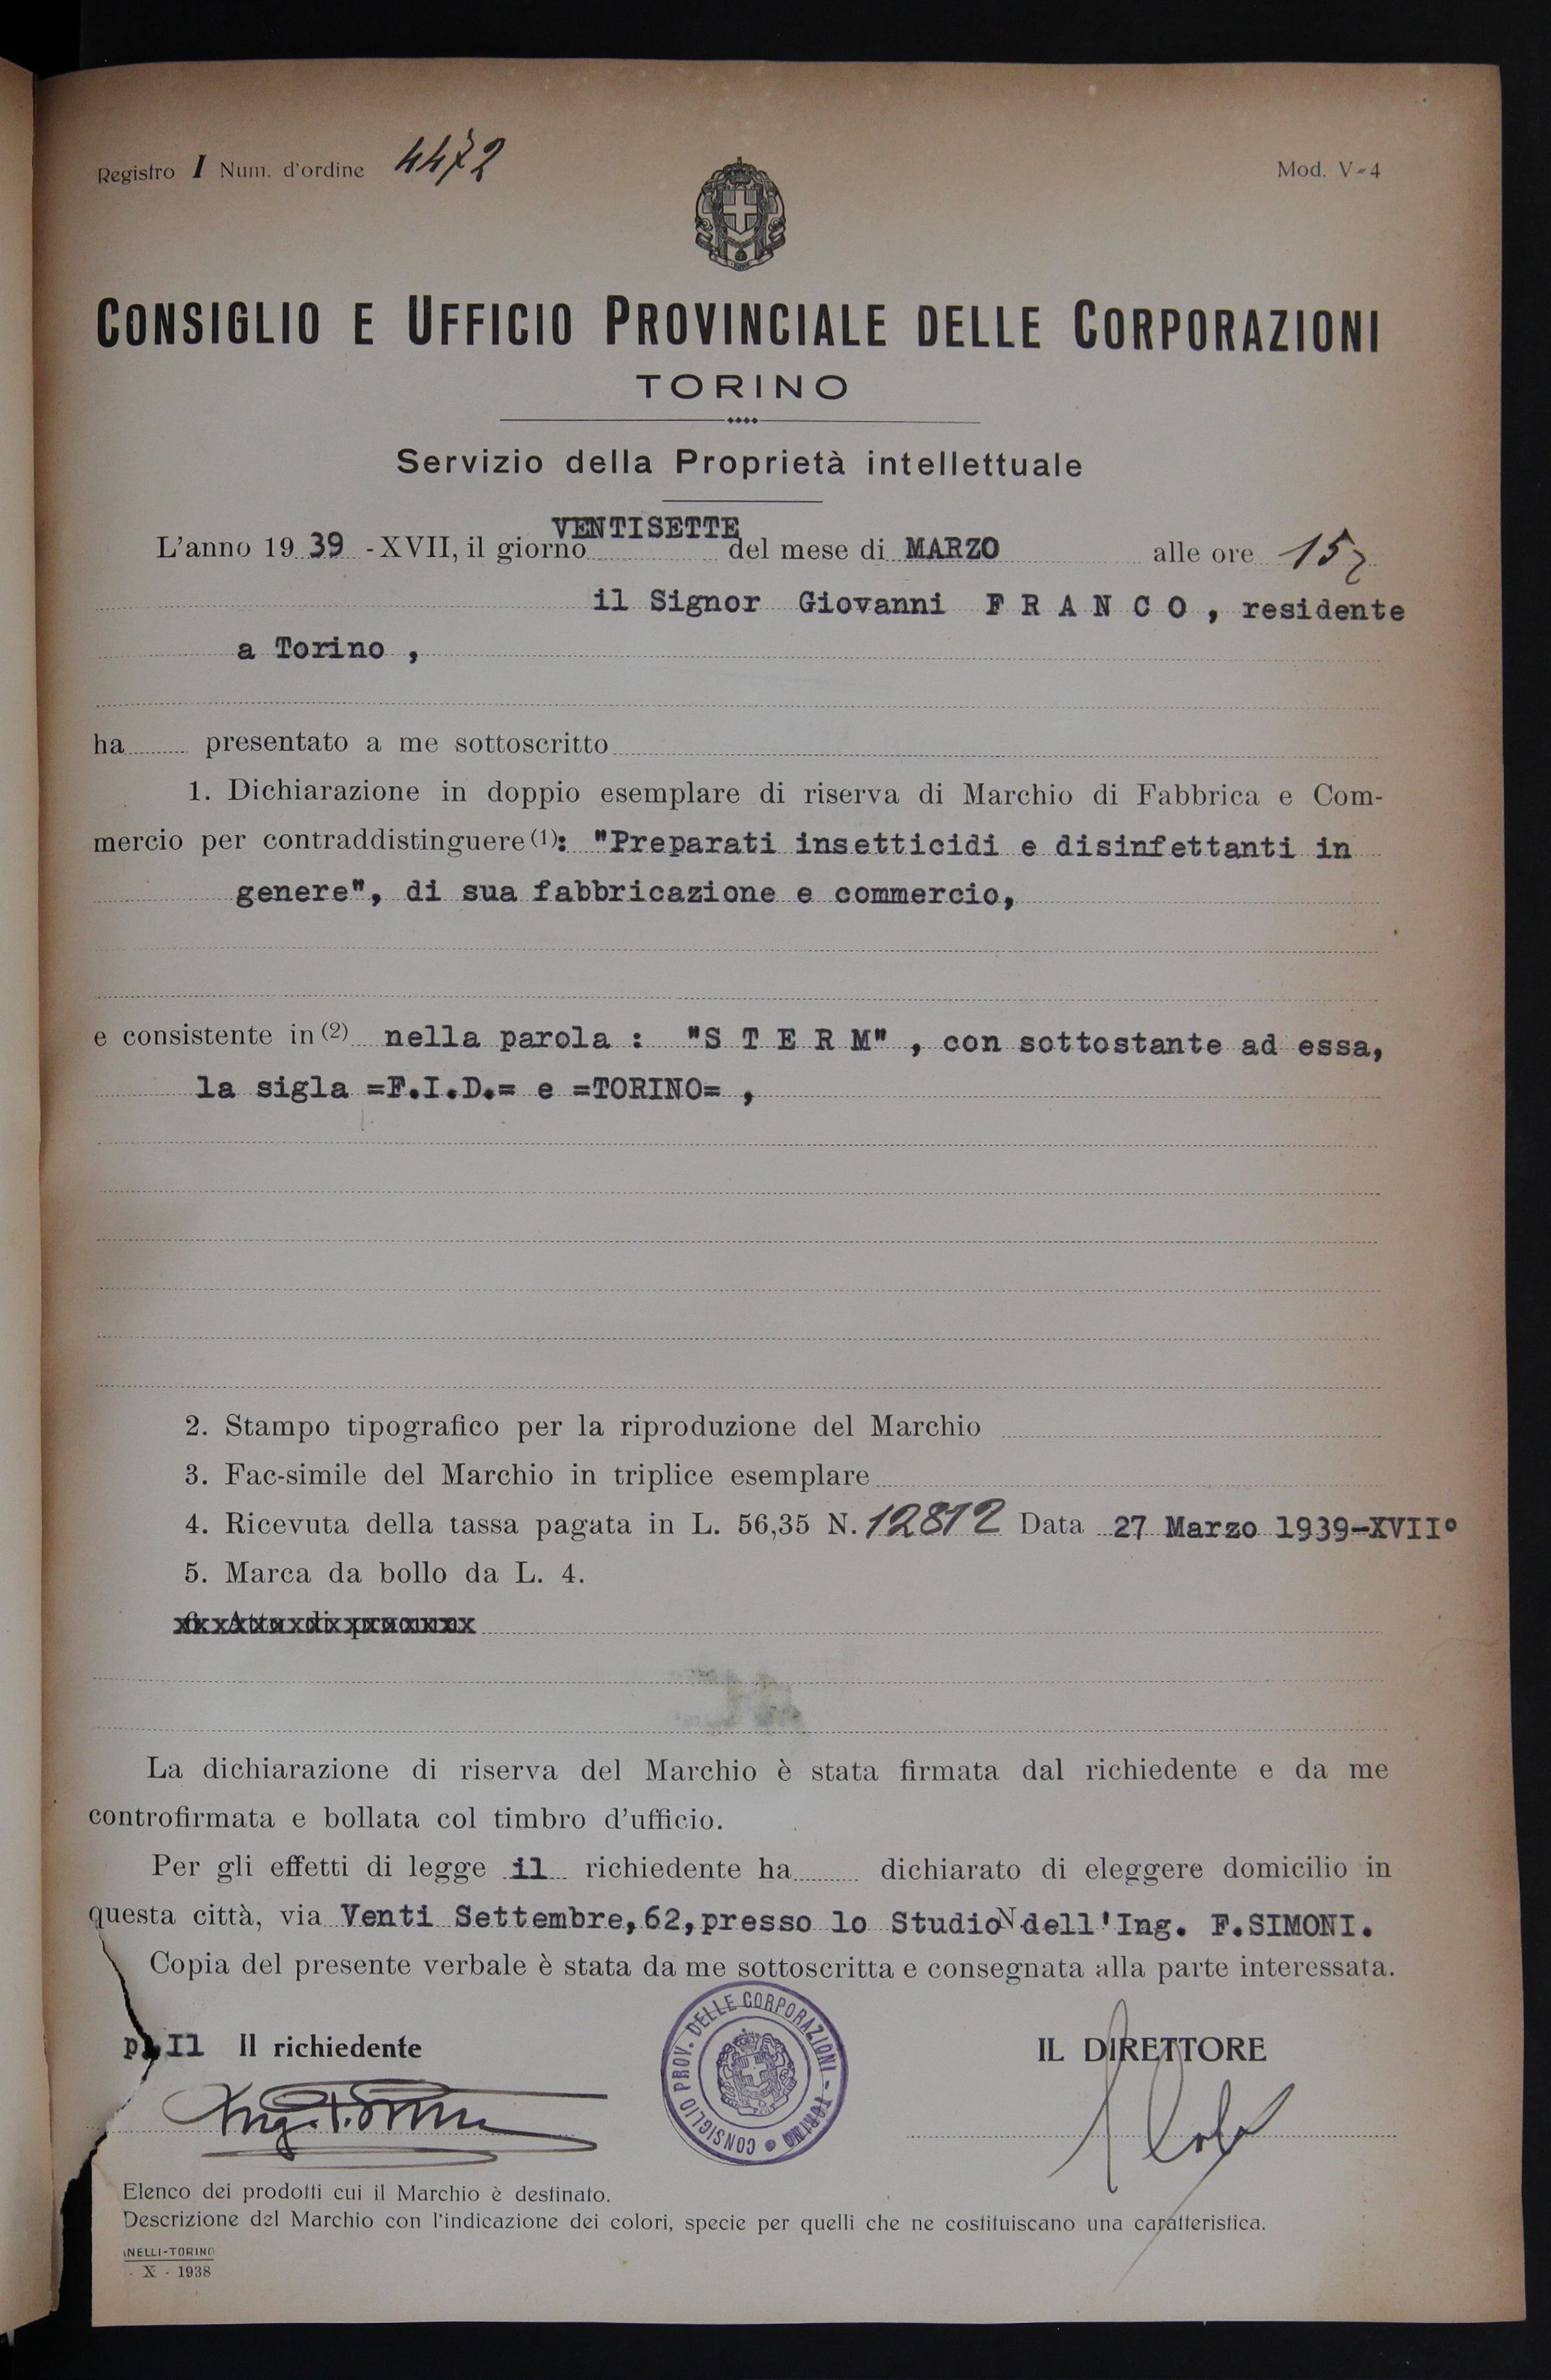 Registro I Num. d'ordine 4472
Mod. V-4
CONSIGLIO E UFFICIO PROVINCIALE DELLE CORPORAZIONI
TORINO
Servizio della Proprietà intellettuale
L'anno 1939 -XVII, il giorno VENTISETTE del mese di MARZO alle ore 15
il Signor Giovanni F R A N C O , residente
a Torino ,
ha presentato a me sottoscritto
1. Dichiarazione in doppio esemplare di riserva di Marchio di Fabbrica e Com-
mercio per contraddistinguere (1): "Preparati insetticidi e disinfettanti in
genere", di sua fabbricazione e commercio,
e consistente in (2) nella parola : "S T E R M" , con sottostante ad essa,
la sigla =F.I.D.= e =TORINO= ,
2. Stampo tipografico per la riproduzione del Marchio
3. Fac-simile del Marchio in triplice esemplare
4. Ricevuta della tassa pagata in L. 56,35 N. 12812 Data 27 Marzo 1939-XVII°
5. Marca da bollo da L. 4.
La dichiarazione di riserva del Marchio è stata firmata dal richiedente e da me
controfirmata e bollata col timbro d'ufficio.
Per gli effetti di legge il richiedente ha dichiarato di eleggere domicilio in
questa città, via Venti Settembre,62,presso lo Studio dell'Ing. F.SIMONI.
Copia del presente verbale è stata da me sottoscritta e consegnata alla parte interessata.
p. Il Il richiedente
IL DIRETTORE
CONSIGLIO PROV. DELLE CORPORAZIONI - TORINO
Elenco dei prodotti cui il Marchio è destinato.
Descrizione del Marchio con l'indicazione dei colori, specie per quelli che ne costituiscano una caratteristica.
NELLI-TORINO
- X - 1938